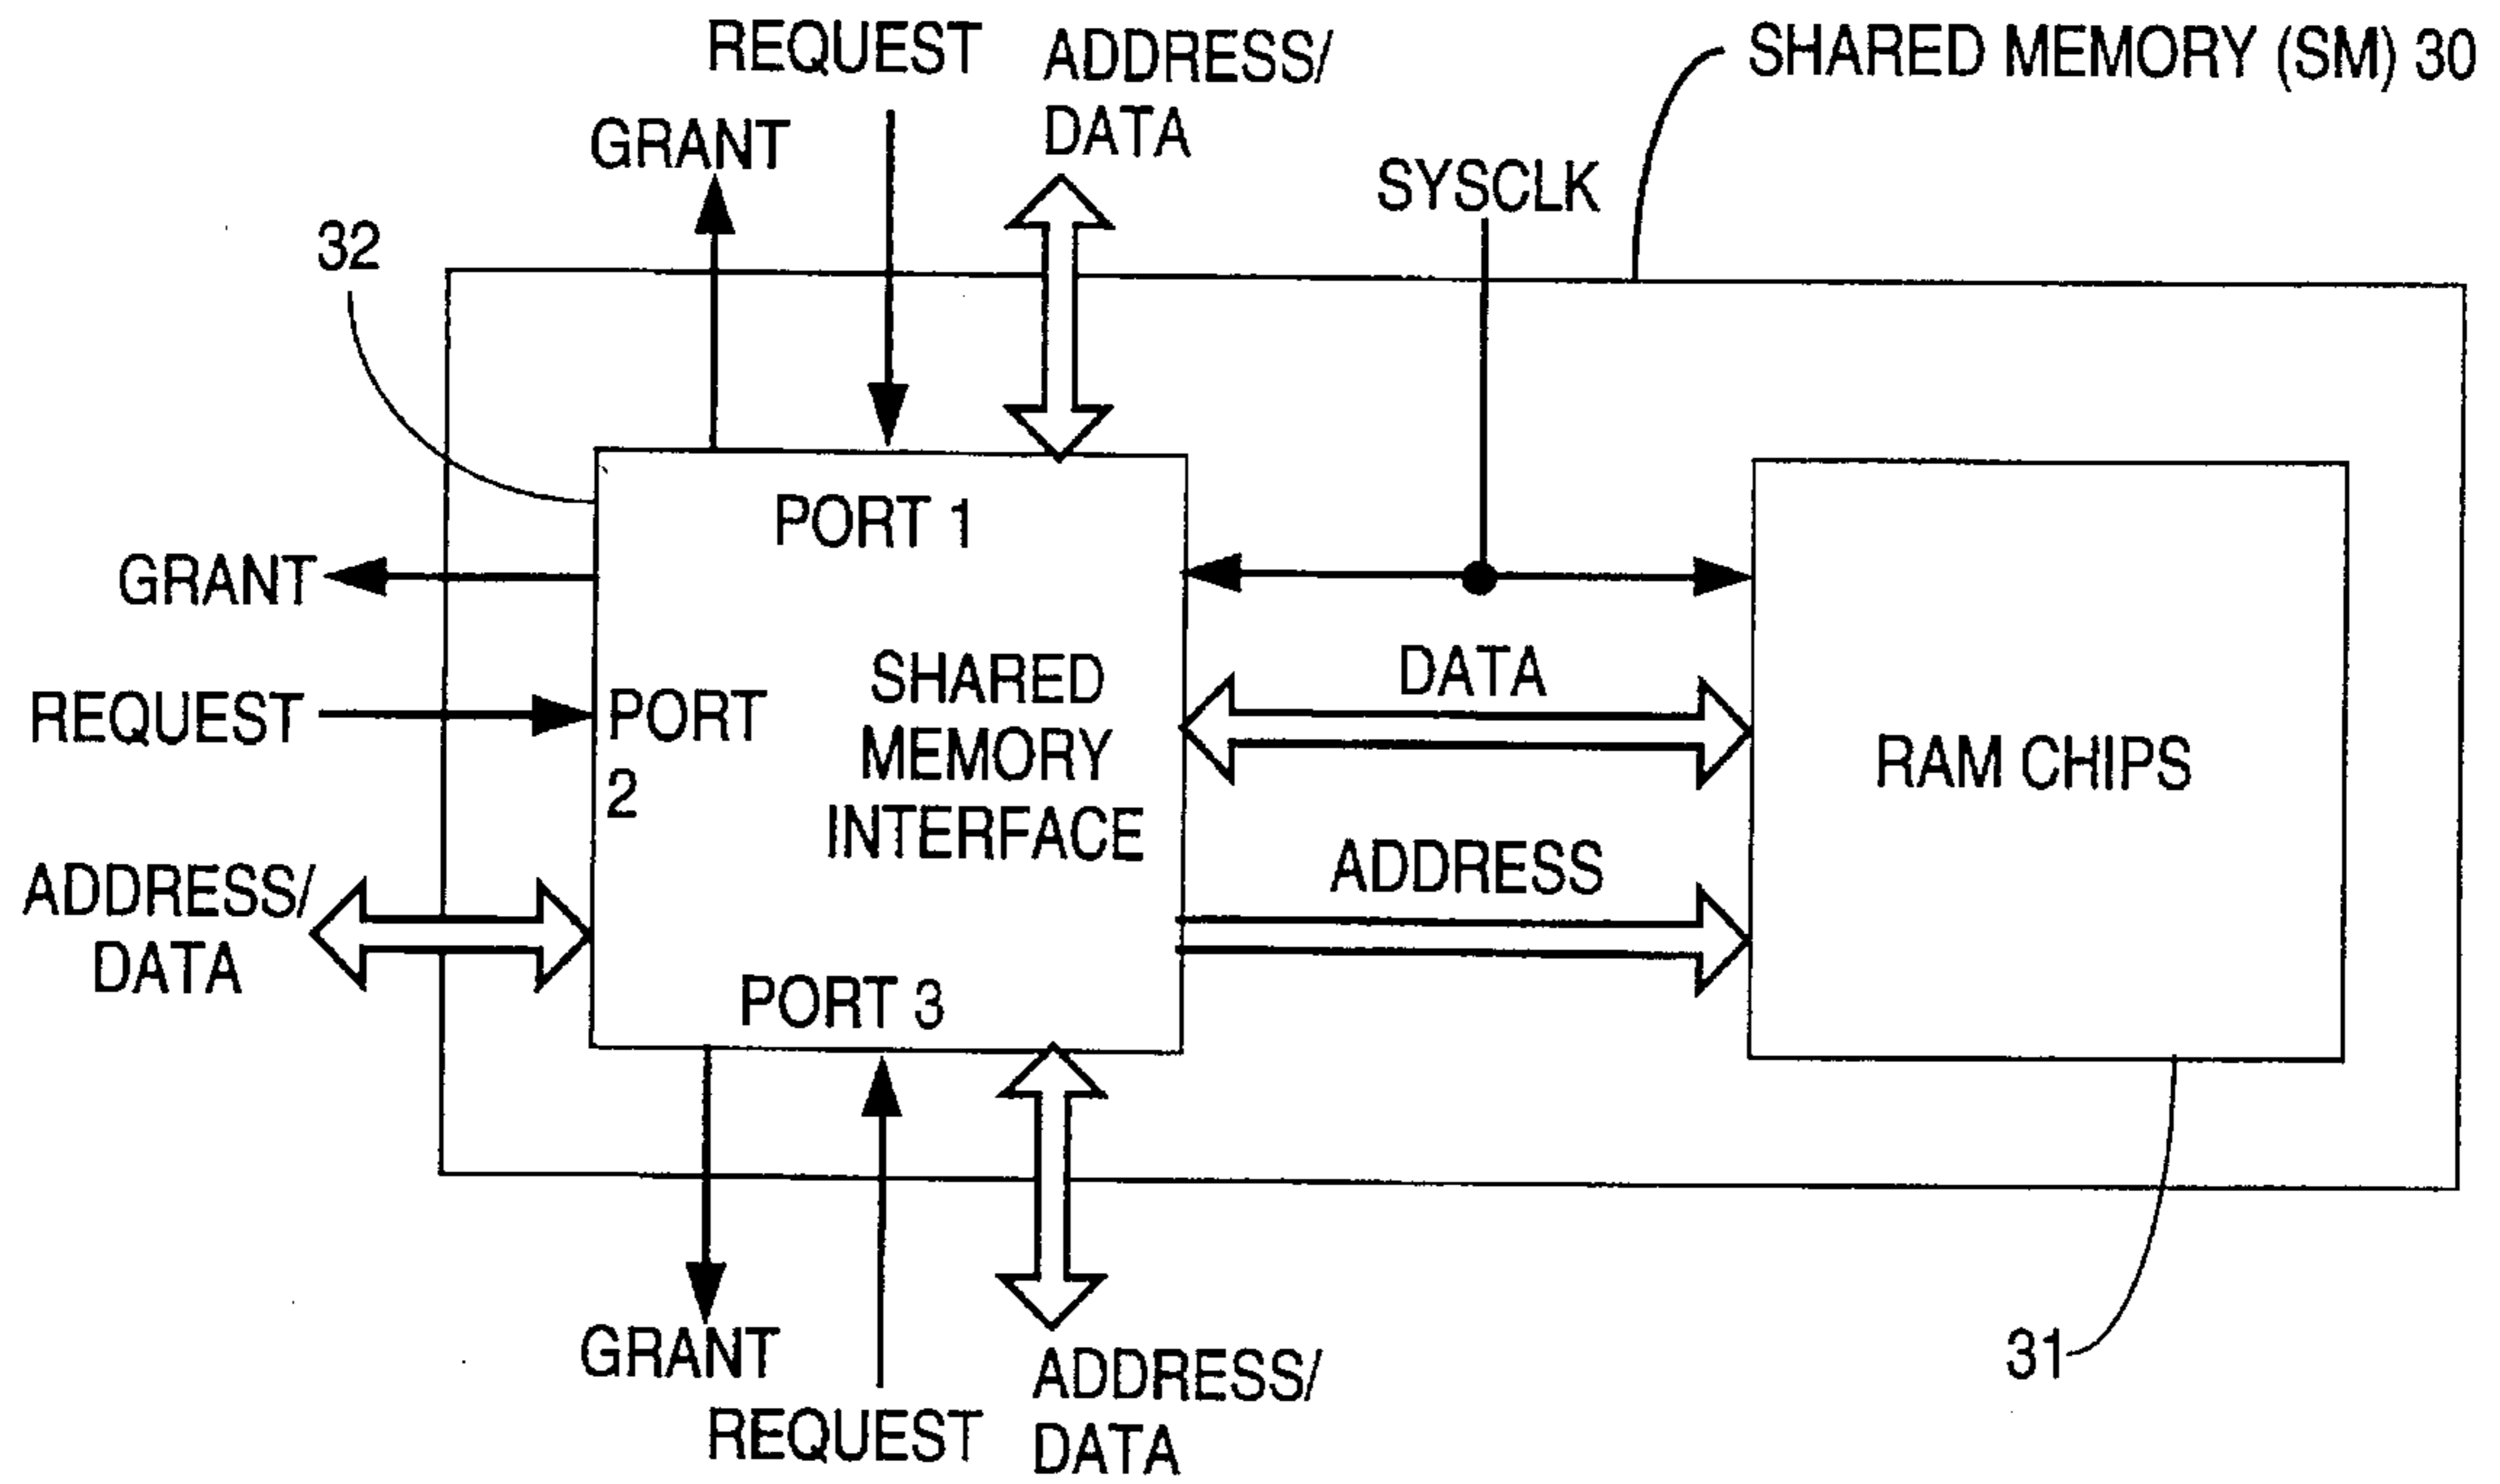 REQUEST
ADDRESS/
DATA
SHARED MEMORY (SM) 30
GRANT
SYSCLK
32
PORT 1
GRANT
DATA
SHARED
MEMORY
INTERFACE
REQUEST
PORT
2
RAM CHIPS
ADDRESS
ADDRESS/
DATA
PORT 3
GRANT
REQUEST
ADDRESS/
DATA
31